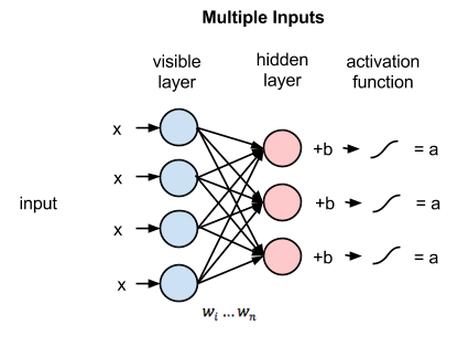 Multiple Inputs
visible
layer
hidden
layer
activation
function
x
+b
= a
x
input
+b
= a
x
+b
= a
x
wᵢ ... wₙ